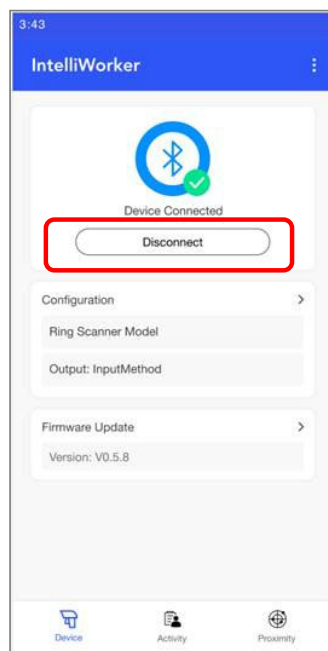 3:43
IntelliWorker
Device Connected
Disconnect
Configuration
Ring Scanner Model
Output: InputMethod
Firmware Update
Version: V0.5.8
Device Activity Proximity